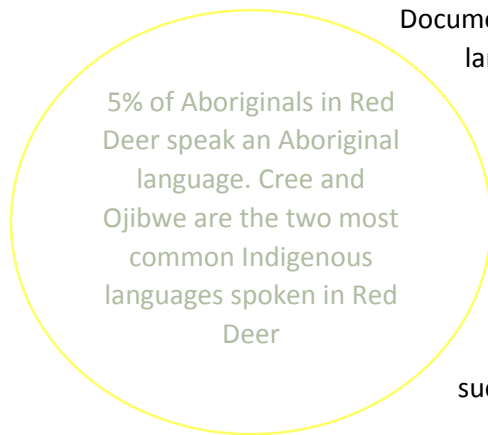 5% of Aboriginals in Red
Deer speak an Aboriginal
language. Cree and
Ojibwe are the two most
common Indigenous
languages spoken in Red
Deer